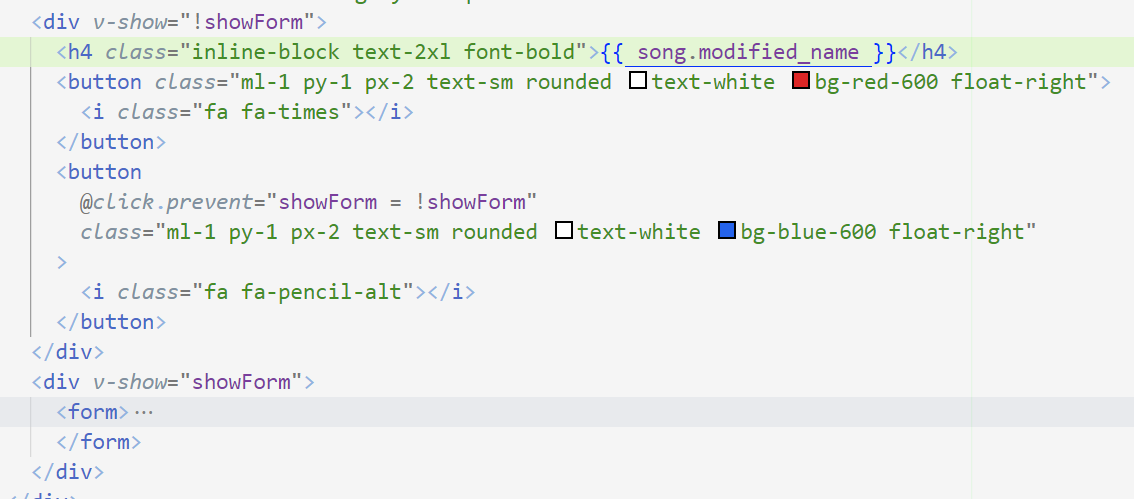 <div v-show="!showForm">
<h4 class="inline-block text-2xl font-bold">{{ song.modified_name }}</h4>
<button class="ml-1 py-1 px-2 text-sm rounded text-white bg-red-600 float-right">
<i class="fa fa-times"></i>
</button>
<button
@click.prevent="showForm = !showForm"
class="ml-1 py-1 px-2 text-sm rounded text-white bg-blue-600 float-right"
>
<i class="fa fa-pencil-alt"></i>
</button>
</div>
<div v-show="showForm">
<form>···
</form>
</div>
</div>